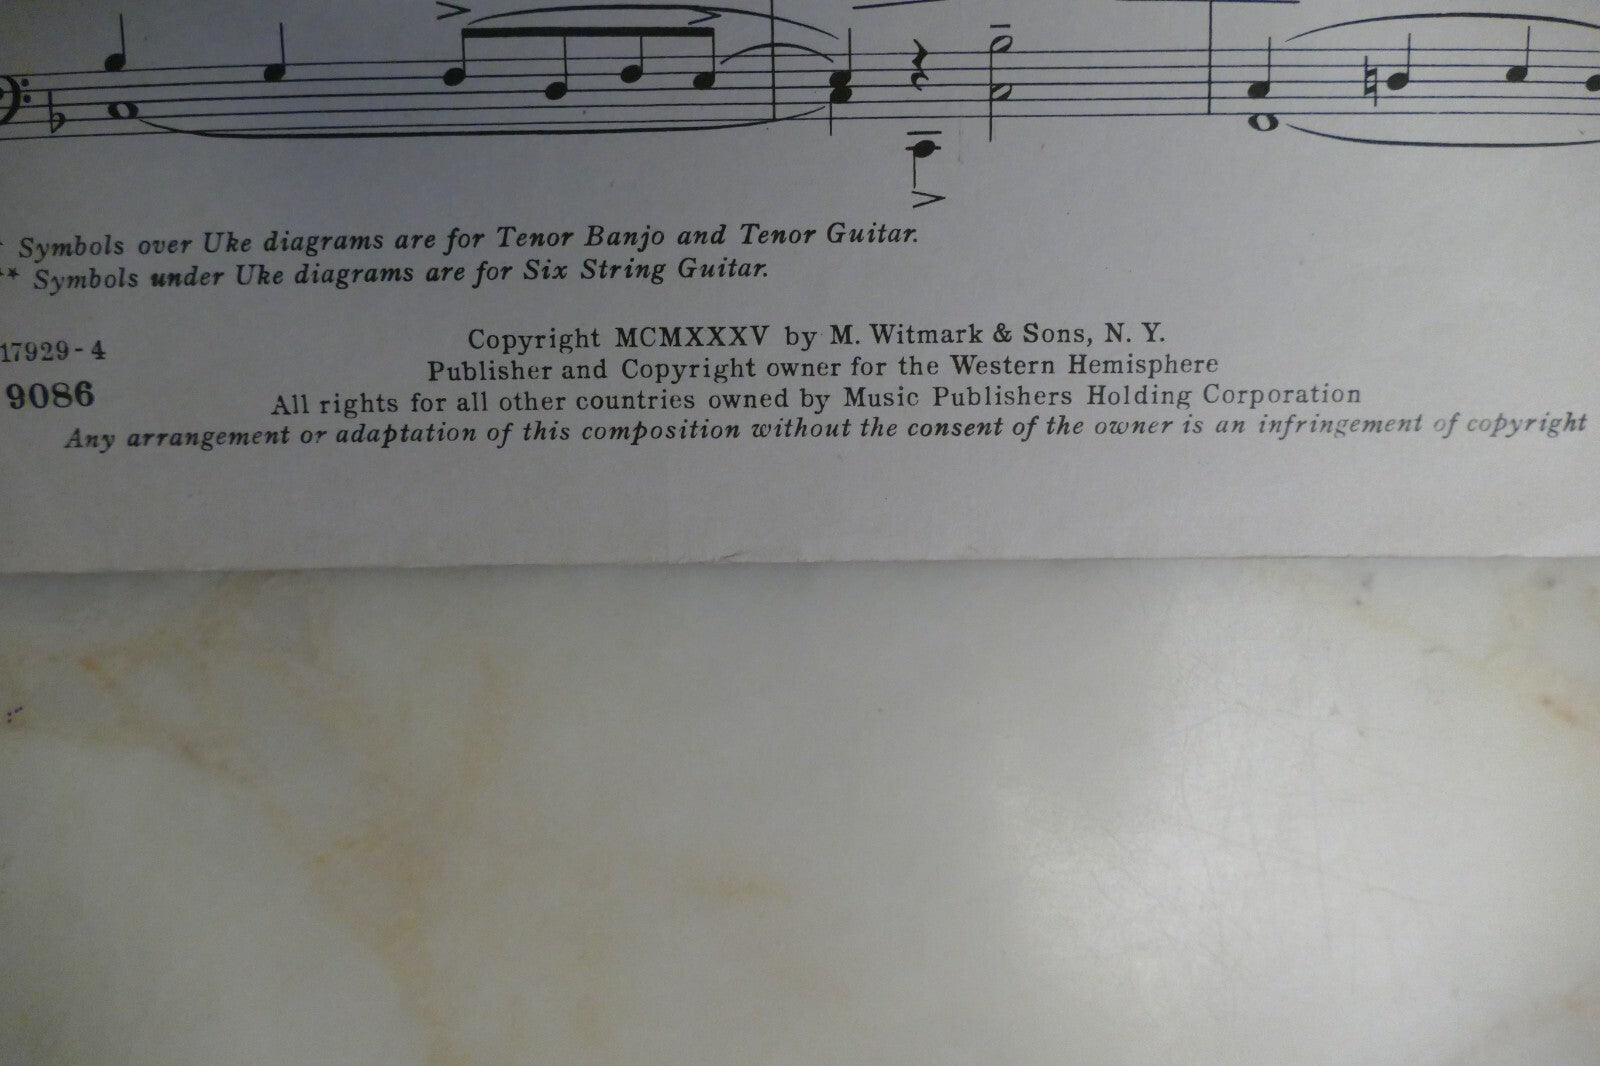 * Symbols over Uke diagrams are for Tenor Banjo and Tenor Guitar.
** Symbols under Uke diagrams are for Six String Guitar.
17929-4
9086
Copyright MCMXXXV by M. Witmark & Sons, N. Y.
Publisher and Copyright owner for the Western Hemisphere
All rights for all other countries owned by Music Publishers Holding Corporation
Any arrangement or adaptation of this composition without the consent of the owner is an infringement of copyright